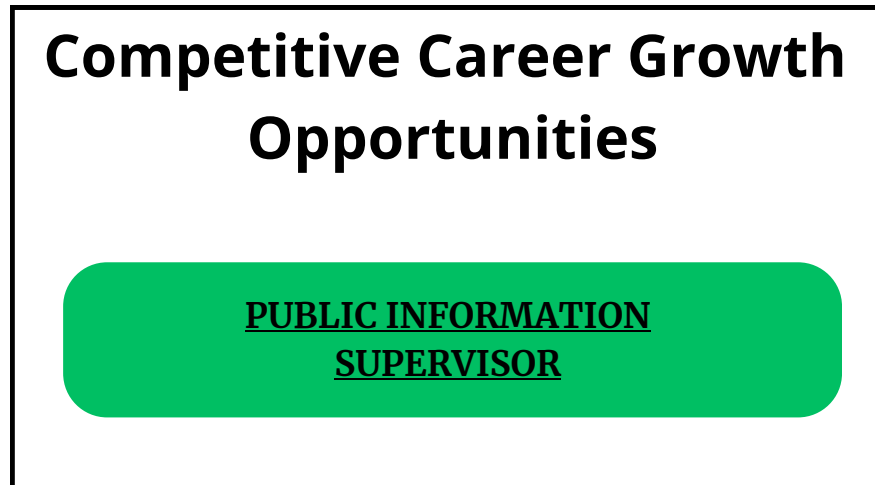 Competitive Career Growth
Opportunities
PUBLIC INFORMATION
SUPERVISOR